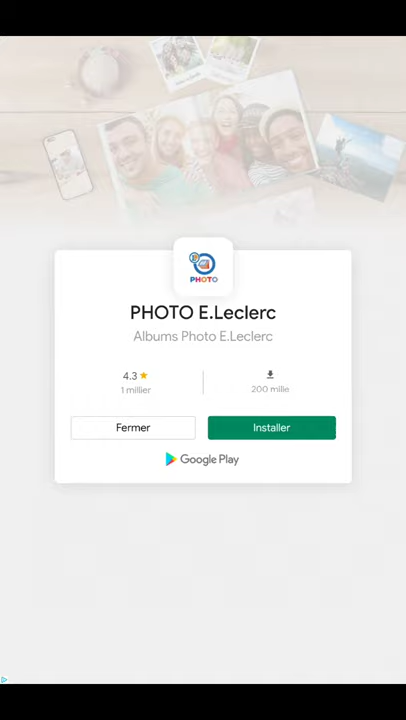 PHOTO
PHOTO E.Leclerc
Albums Photo E.Leclerc
4.3
1 millier
200 mille
Fermer
Installer
Google Play